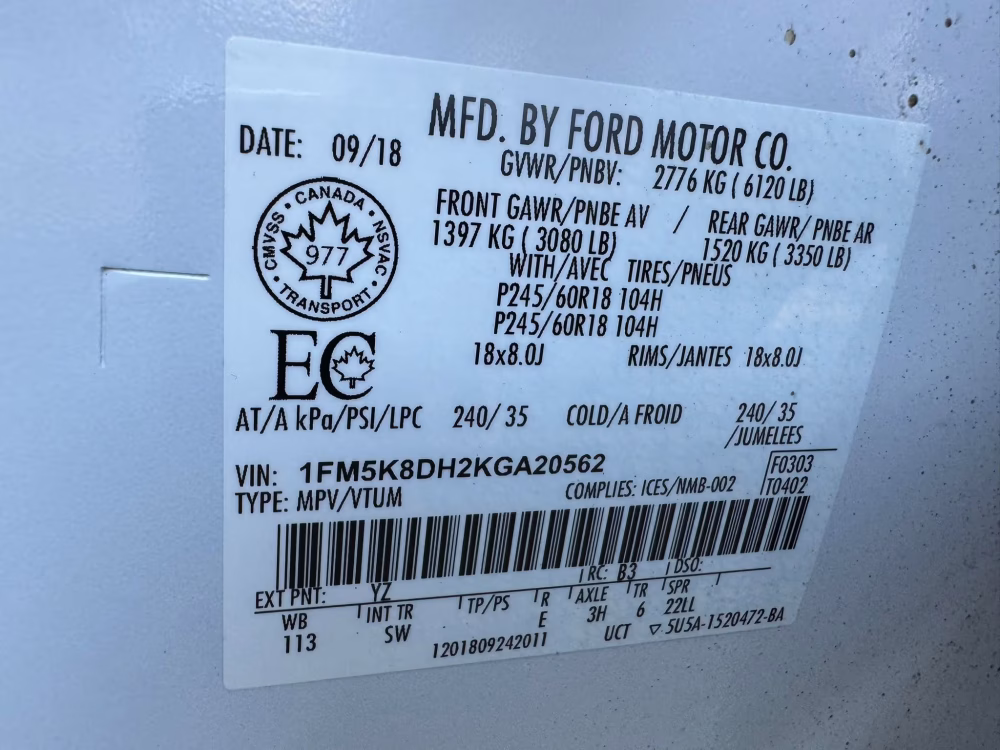 MFD. BY FORD MOTOR CO.
DATE: 09/18
GVWR/PNBV: 2776 KG ( 6120 LB)
CANADA
CMVSS
NSVAC
977
TRANSPORT
FRONT GAWR/PNBE AV / REAR GAWR/ PNBE AR
1397 KG ( 3080 LB) 1520 KG ( 3350 LB)
WITH/AVEC TIRES/PNEUS
P245/60R18 104H
P245/60R18 104H
EC
18x8.0J RIMS/JANTES 18x8.0J
AT/A kPa/PSI/LPC 240/ 35 COLD/A FROID 240/ 35
/JUMELEES
VIN: 1FM5K8DH2KGA20562 F0303
TYPE: MPV/VTUM COMPLIES: ICES/NMB-002 T0402
EXT PNT: YZ RC: B3 DSO:
WB INT TR TP/PS R AXLE TR SPR
113 SW E 3H 6 22LL
1201809242011 UCT ▽ 5U5A-1520472-BA